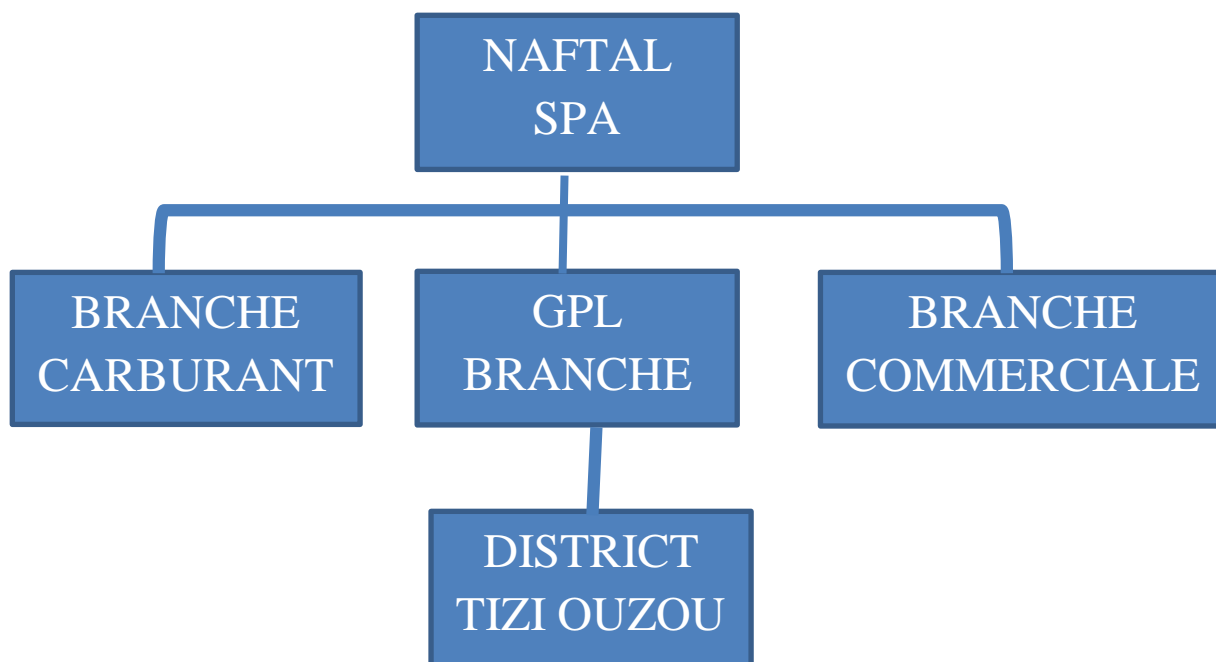 NAFTAL
SPA
BRANCHE
CARBURANT
GPL
BRANCHE
BRANCHE
COMMERCIALE
DISTRICT
TIZI OUZOU